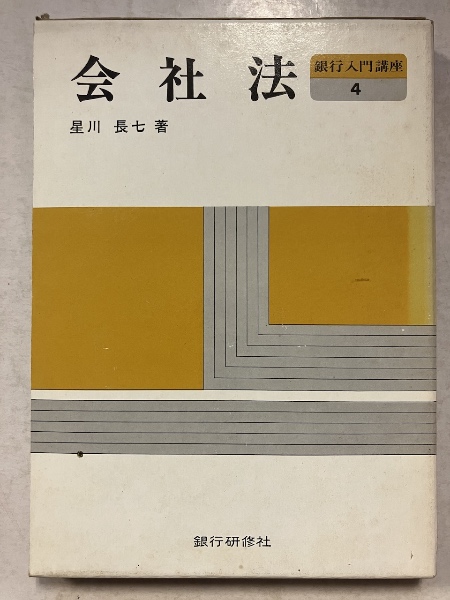 会社法
銀行入門講座
4
星川 長七 著
銀行研修社